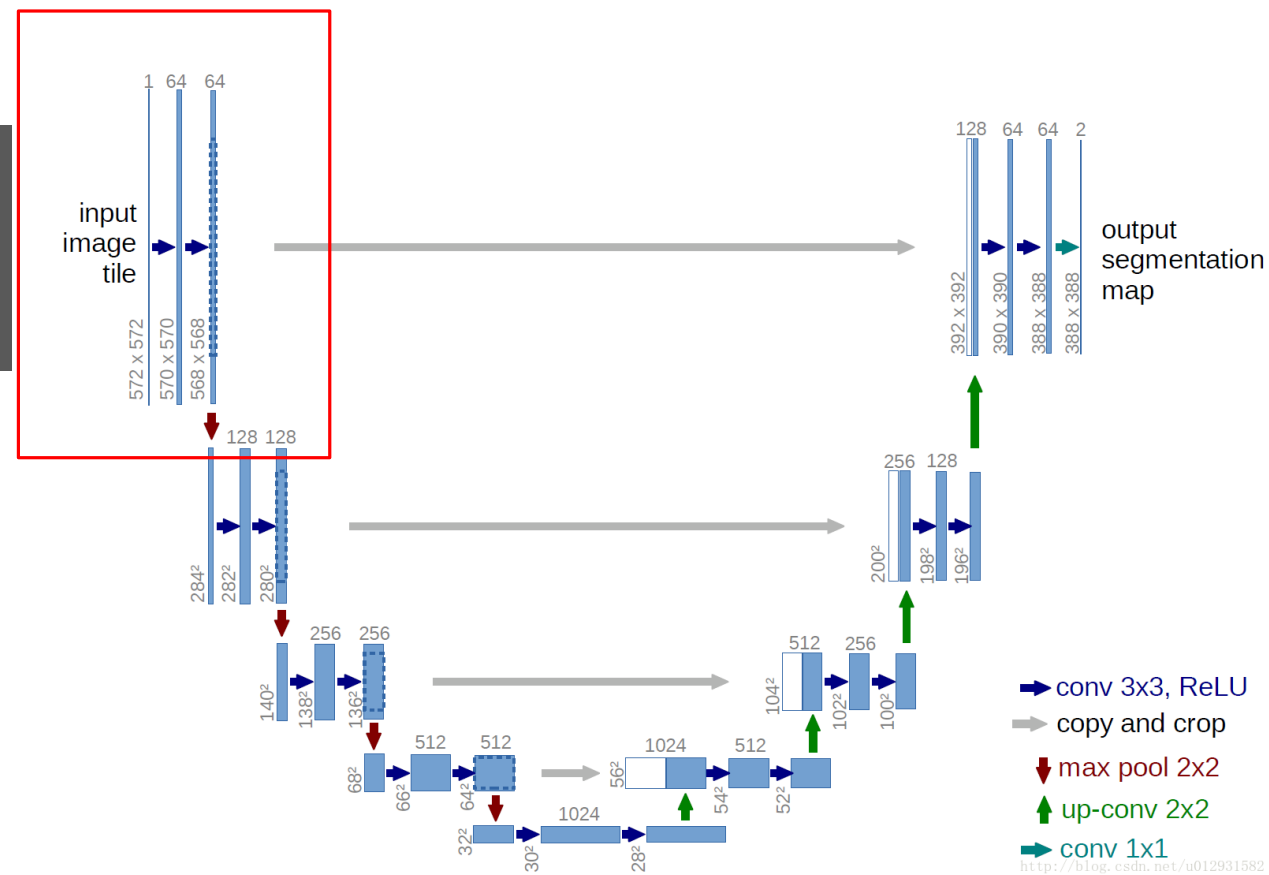 1 64 64
128 64 64 2
input
image
tile
output
segmentation
map
572 x 572
570 x 570
568 x 568
392 x 392
390 x 390
388 x 388
388 x 388
128 128
256 128
284²
282²
280²
200²
198²
196²
256 256
512 256
140²
138²
136²
104²
102²
100²
512 512
1024 512
68²
66²
64²
56²
54²
52²
1024
32²
30²
28²
conv 3x3, ReLU
copy and crop
max pool 2x2
up-conv 2x2
conv 1x1
http://blog.csdn.net/u012931582